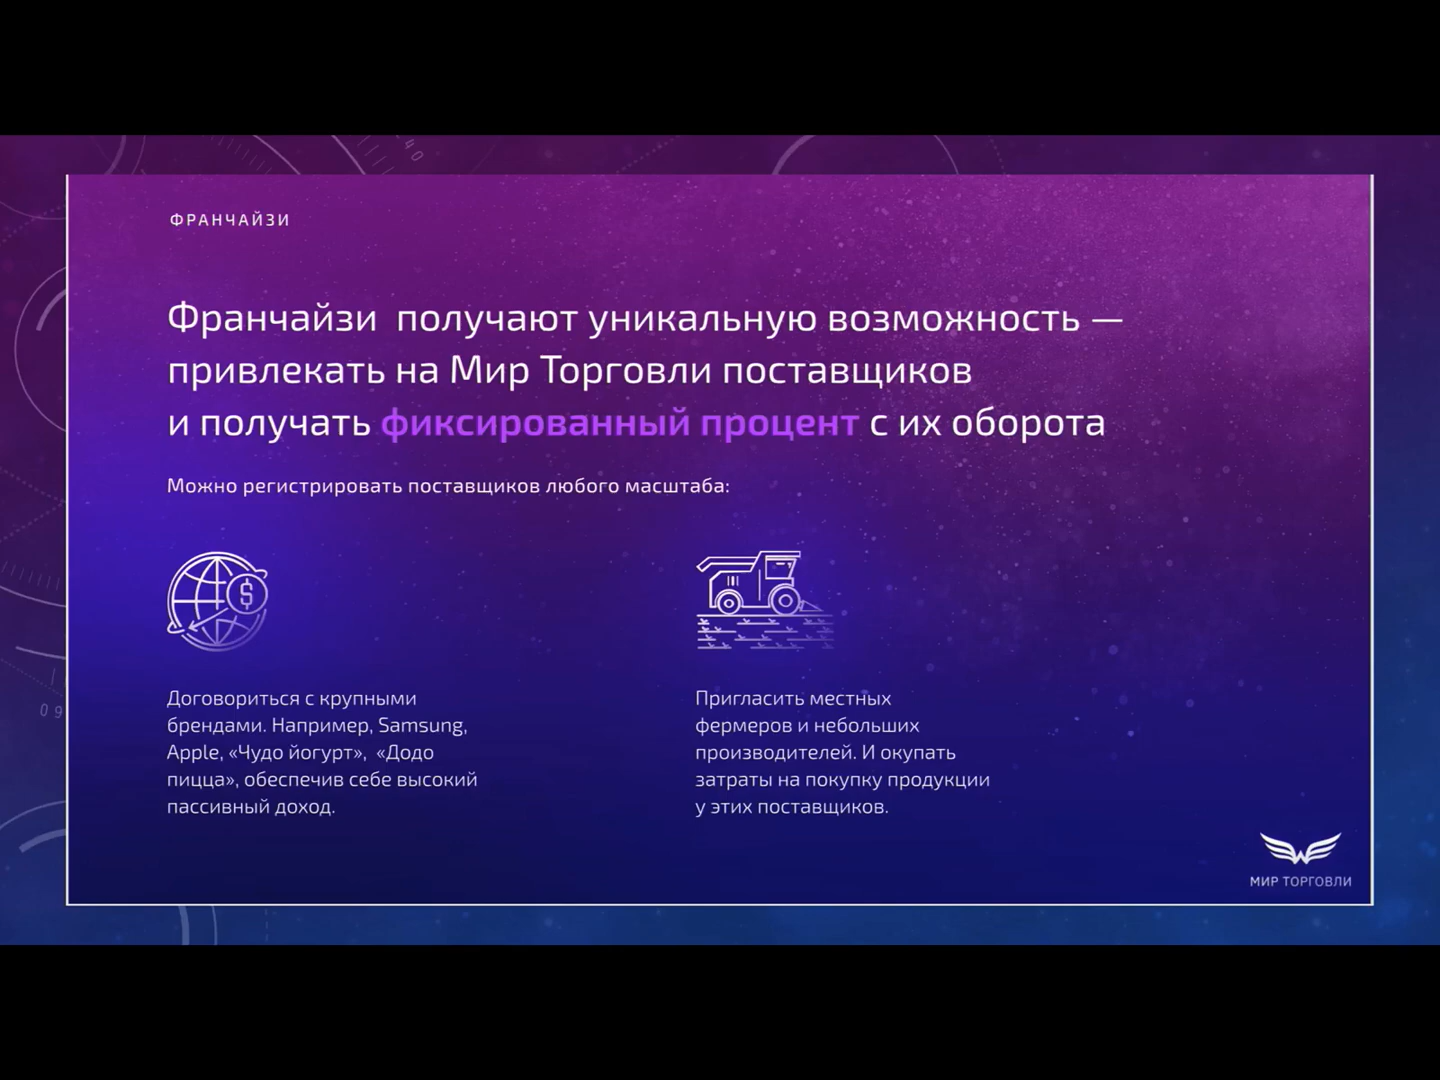 ФРАНЧАЙЗИ
Франчайзи получают уникальную возможность —
привлекать на Мир Торговли поставщиков
и получать фиксированный процент с их оборота
Можно регистрировать поставщиков любого масштаба:
Договориться с крупными
брендами. Например, Samsung,
Apple, «Чудо йогурт», «Додо
пицца», обеспечив себе высокий
пассивный доход.
Пригласить местных
фермеров и небольших
производителей. И окупать
затраты на покупку продукции
у этих поставщиков.
МИР ТОРГОВЛИ
40
09